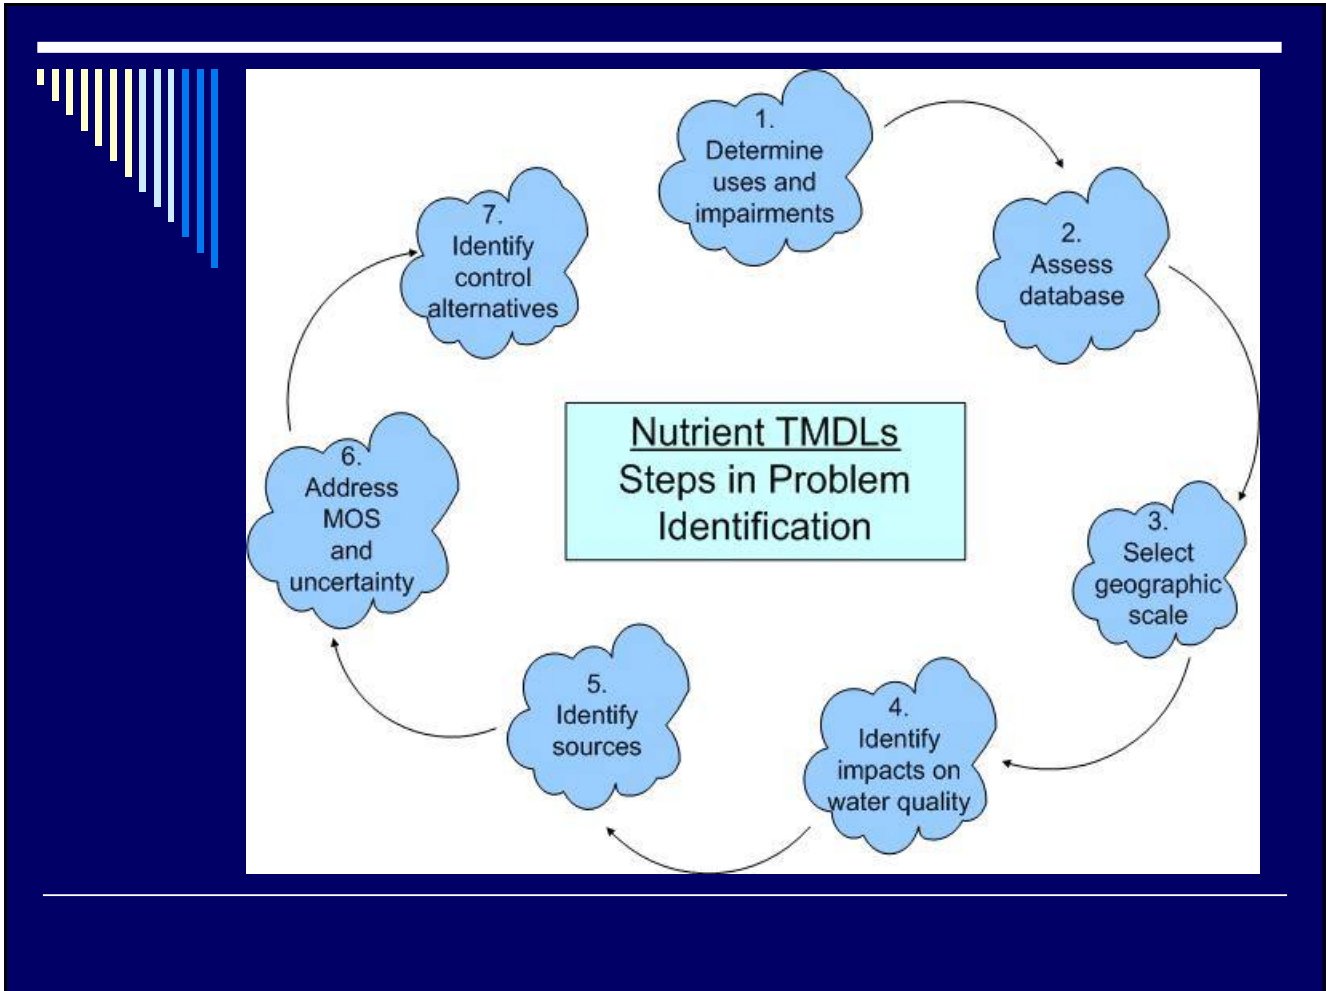 1.
Determine
uses and
impairments
2.
Assess
database
3.
Select
geographic
scale
4.
Identify
impacts on
water quality
5.
Identify
sources
6.
Address
MOS
and
uncertainty
7.
Identify
control
alternatives
Nutrient TMDLs
Steps in Problem
Identification